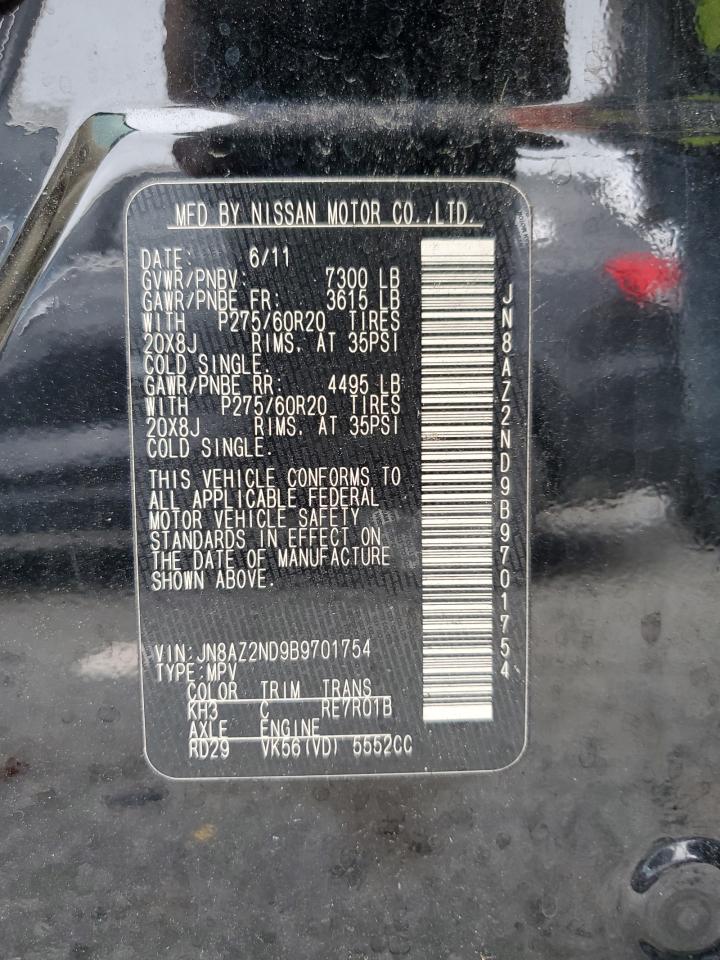 MFD BY NISSAN MOTOR CO.,LTD.
DATE: 6/11
GVWR/PNBV: 7300 LB
GAWR/PNBE FR: 3615 LB
WITH P275/60R20 TIRES
20X8J RIMS. AT 35PSI
COLD SINGLE.
GAWR/PNBE RR: 4495 LB
WITH P275/60R20 TIRES
20X8J RIMS. AT 35PSI
COLD SINGLE.
THIS VEHICLE CONFORMS TO
ALL APPLICABLE FEDERAL
MOTOR VEHICLE SAFETY
STANDARDS IN EFFECT ON
THE DATE OF MANUFACTURE
SHOWN ABOVE.
VIN:JN8AZ2ND9B9701754
TYPE:MPV
COLOR TRIM TRANS
KH3 C RE7R01B
AXLE ENGINE
RD29 VK56(VD) 5552CC
JN8AZ2ND9B9701754